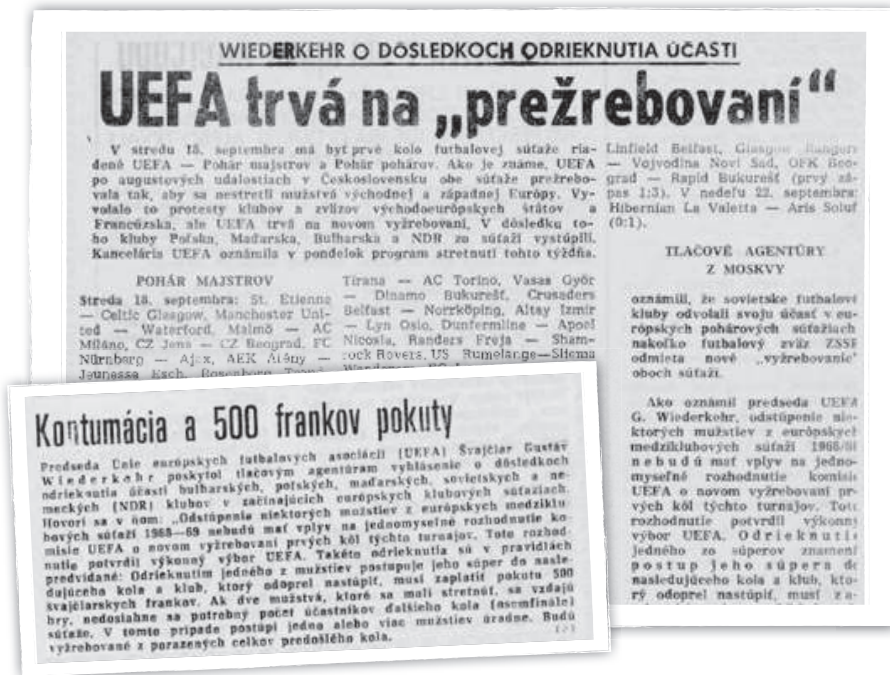 WIEDERKEHR O DÔSLEDKOCH ODRIEKNUTIA ÚČASTI
UEFA trvá na „prežrebovaní“
V stredu 18. septembra má byť prvé kolo futbalovej súťaže ria-
dené UEFA — Pohár majstrov a Pohár pohárov. Ako je známe, UEFA
po augustových udalostiach v Československu obe súťaže prežrebo-
vala tak, aby sa nestretli mužstvá východnej a západnej Európy. Vy-
volalo to protesty klubov a zväzov východoeurópskych štátov a
Francúzska, ale UEFA trvá na novom vyžrebovaní. V dôsledku to-
ho kluby Poľska, Maďarska, Bulharska a NDR zo súťaží vystúpili.
Kancelária UEFA oznámila v pondelok program stretnutí tohto týždňa.
POHÁR MAJSTROV
Streda 18. septembra: St. Etienne
— Celtic Glasgow, Manchester Uni-
ted — Waterford, Malmö — AC
Miláno, CZ Jena — CZ Beograd, FC
Nürnberg — Ajax, AEK Atény —
Jeunesse Esch, Rosenborg
Tirana — AC Torino, Vasas Györ
— Dinamo Bukurešť, Crusaders
Belfast — Norrköping, Altay Izmir
— Lyn Oslo, Dunfermline — Apoel
Nicosia, Randers Freja — Sham-
rock Rovers, US Rumelange—Sliema
Linfield Belfast, Glasgow Rangers
— Vojvodina Novi Sad, OFK Beo-
grad — Rapid Bukurešť (prvý zá-
pas 1:3). V nedeľu 22. septembra:
Hibernian La Valetta — Aris Soluň
(0:1).
TLAČOVÉ AGENTÚRY
Z MOSKVY
oznámili, že sovietske futbalové
kluby odvolali svoju účasť v eu-
rópskych pohárových súťažiach
nakoľko futbalový zväz ZSSR
odmieta nové „vyžrebovanie“
oboch súťaží.
Ako oznámil predseda UEFA
G. Wiederkehr, odstúpenie nie-
ktorých mužstiev z európskych
medziklubových súťaží 1968/69
nebudú mať vplyv na jedno-
myseľné rozhodnutie komisie
UEFA o novom vyžrebovaní pr-
vých kôl týchto turnajov. Toto
rozhodnutie potvrdil výkonný
výbor UEFA. Odrieknutie
jedného zo súperov znamená
postup jeho súpera do
nasledujúceho kola a klub, kto-
rý odoprel nastúpiť, musí za-
Kontumácia a 500 frankov pokuty
Predseda Únie európskych futbalových asociácií (UEFA) Švajčiar Gustáv
Wiederkehr poskytol tlačovým agentúram vyhlásenie o dôsledkoch
odrieknutia účasti bulharských, poľských, maďarských, sovietskych a ne-
meckých (NDR) klubov v začínajúcich európskych klubových súťažiach.
Hovorí sa v ňom: „Odstúpenie niektorých mužstiev z európskych medziklu-
bových súťaží 1968—69 nebudú mať vplyv na jednomyseľné rozhodnutie ko-
misie UEFA o novom vyžrebovaní prvých kôl týchto turnajov. Toto rozhod-
nutie potvrdil výkonný výbor UEFA. Takéto odrieknutia sú v pravidlách
predvídané: Odrieknutím jedného z mužstiev postupuje jeho súper do nasle-
dujúceho kola a klub, ktorý odoprel nastúpiť, musí zaplatiť pokutu 500
švajčiarskych frankov. Ak dve mužstvá, ktoré sa mali stretnúť, sa vzdajú
hry, nedosiahne sa potrebný počet účastníkov ďalšieho kola (osemfinále)
súťaže. V tomto prípade postúpi jedno alebo viac mužstiev úradne. Budú
vyžrebované z porazených celkov predošlého kola.